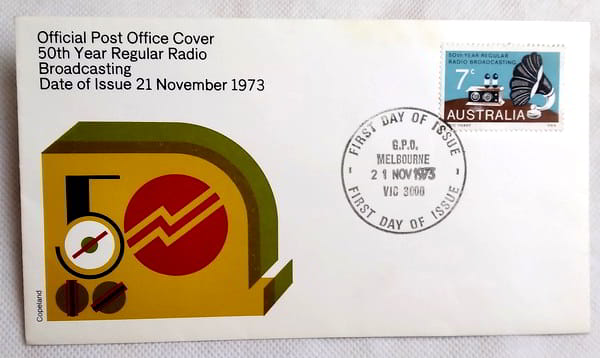 Official Post Office Cover
50th Year Regular Radio
Broadcasting
Date of Issue 21 November 1973
50TH YEAR REGULAR
RADIO BROADCASTING
7c
AUSTRALIA
FIRST DAY OF ISSUE
G.P.O.
MELBOURNE
21 NOV 1973
VIC 3000
FIRST DAY OF ISSUE
50
Copeland